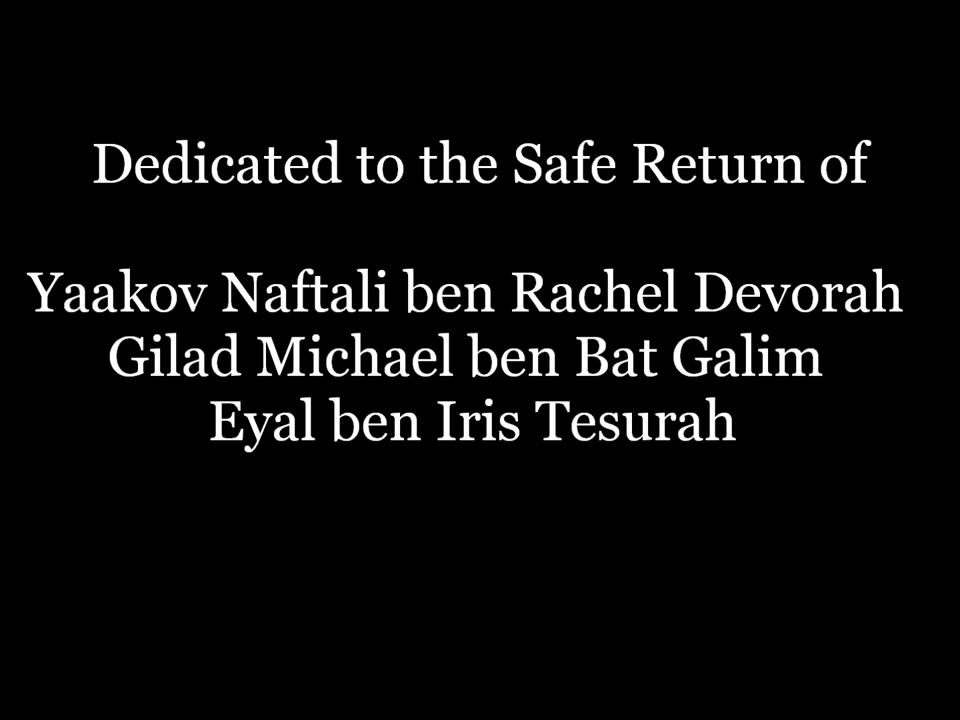 Dedicated to the Safe Return of
Yaakov Naftali ben Rachel Devorah
Gilad Michael ben Bat Galim
Eyal ben Iris Tesurah